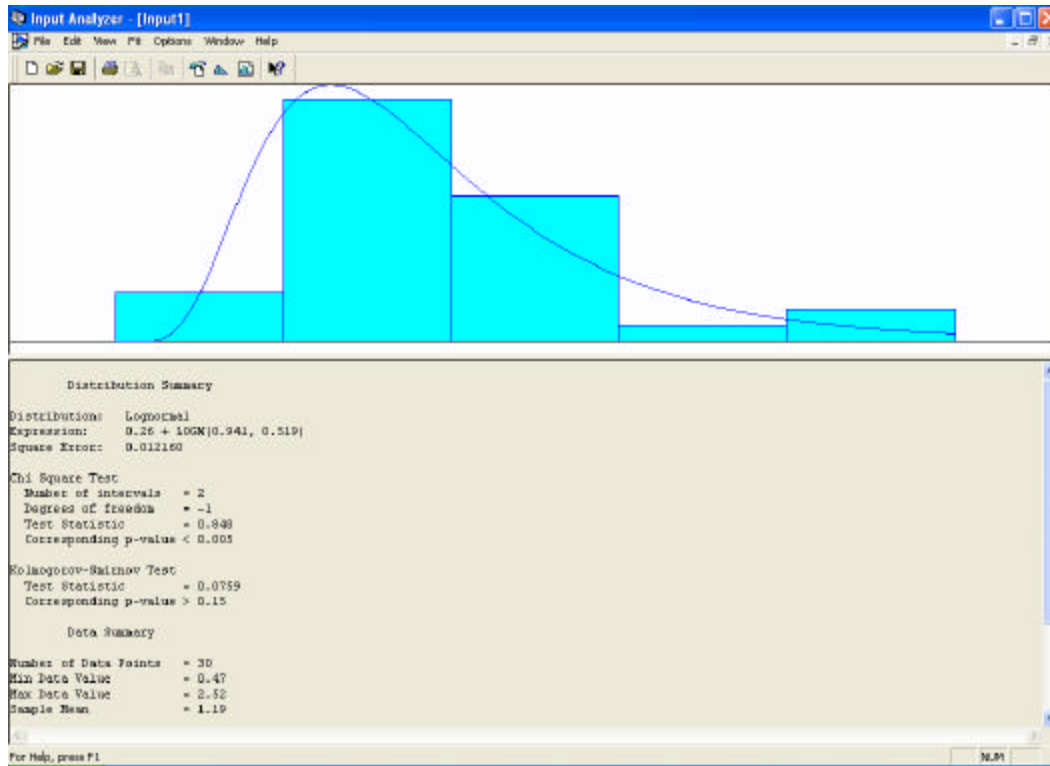 Input Analyzer - [Input1]
File Edit View Fit Options Window Help
Distribution Summary
Distribution: Lognormal
Expression: 0.26 + LOGN(0.941, 0.519)
Square Error: 0.012160
Chi Square Test
Number of intervals = 2
Degrees of freedom = -1
Test Statistic = 0.848
Corresponding p-value < 0.005
Kolmogorov-Smirnov Test
Test Statistic = 0.0759
Corresponding p-value > 0.15
Data Summary
Number of Data Points = 30
Min Data Value = 0.47
Max Data Value = 2.52
Sample Mean = 1.19
For Help, press F1
NUM